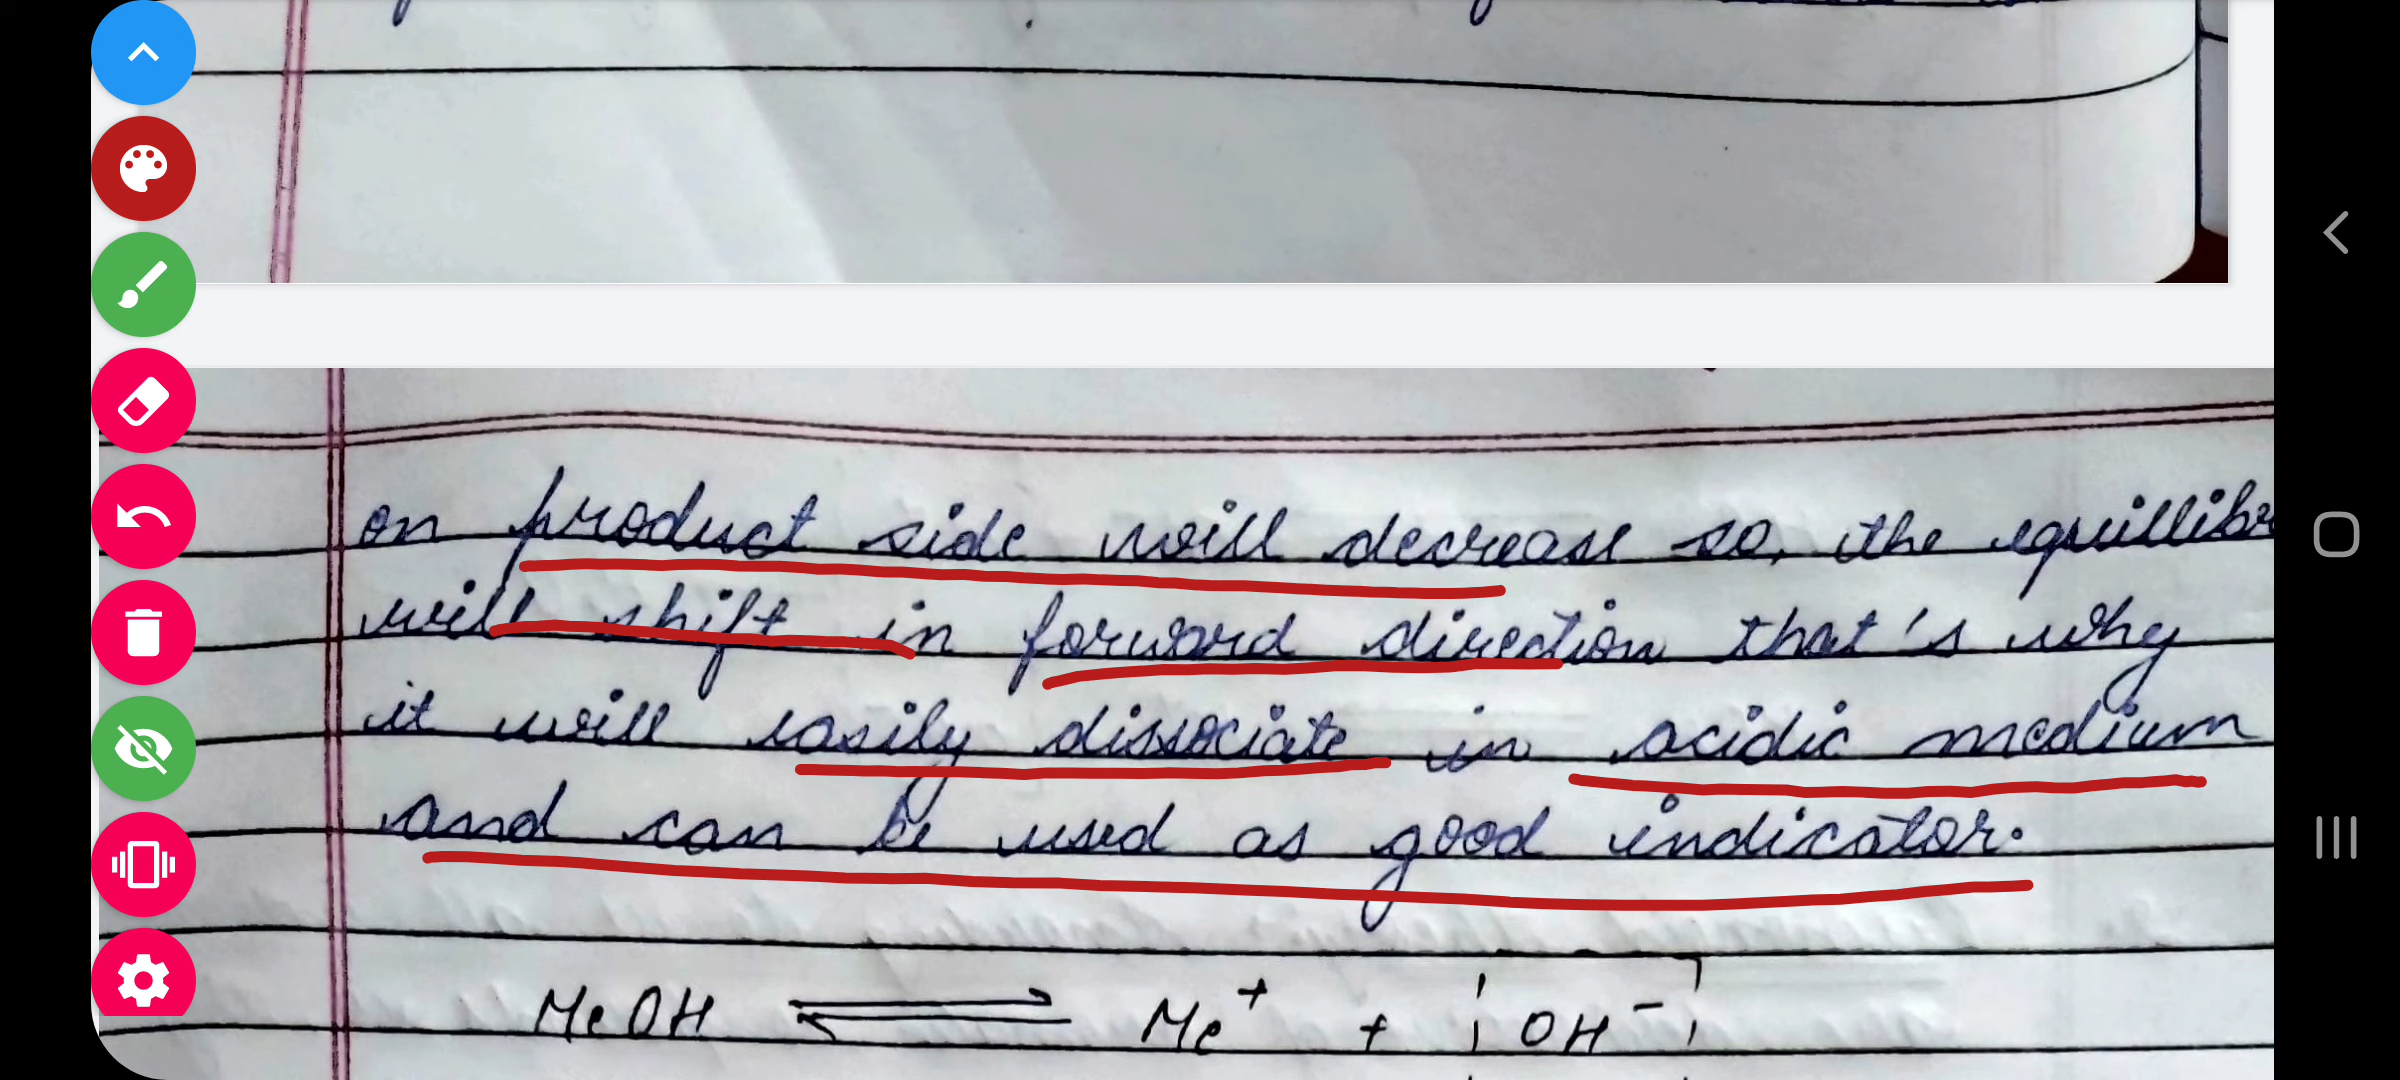 on product side will decrease so, the equillibr
will shift in forward direction that's why
it will easily dissociate in acidic medium
and can be used as good indicator.
MeOH ⇌ Me⁺ + OH⁻